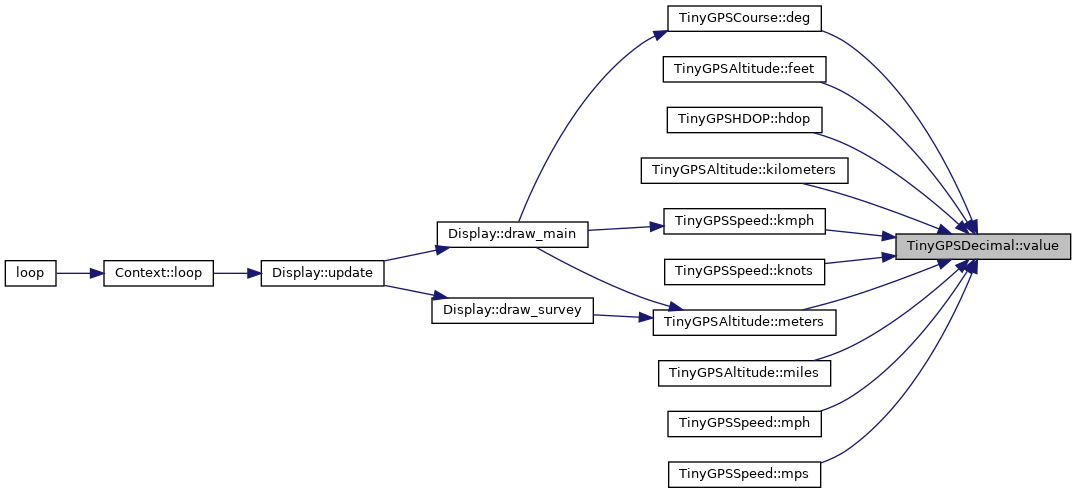 TinyGPSCourse::deg
TinyGPSAltitude::feet
TinyGPSHDOP::hdop
TinyGPSAltitude::kilometers
TinyGPSSpeed::kmph
Display::draw_main
TinyGPSDecimal::value
loop
Context::loop
Display::update
TinyGPSSpeed::knots
Display::draw_survey
TinyGPSAltitude::meters
TinyGPSAltitude::miles
TinyGPSSpeed::mph
TinyGPSSpeed::mps